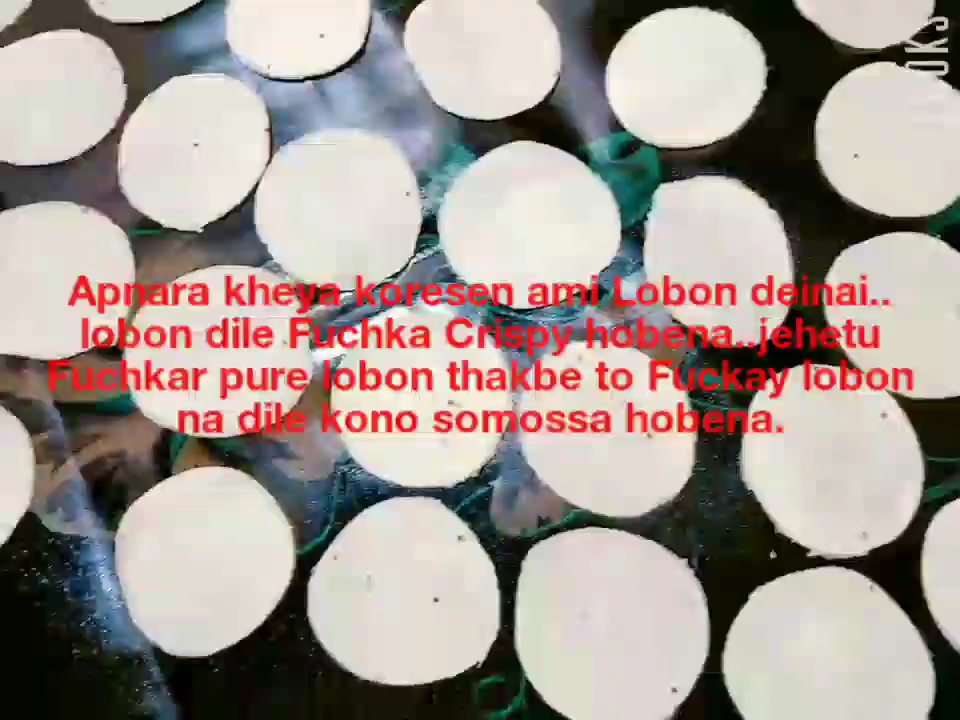 Apnara kheya koresen ami Lobon deinai..
lobon dile Fuchka Crispy hobena..jehetu
Fuchkar pure lobon thakbe to Fuckay lobon
na dile kono somossa hobena.